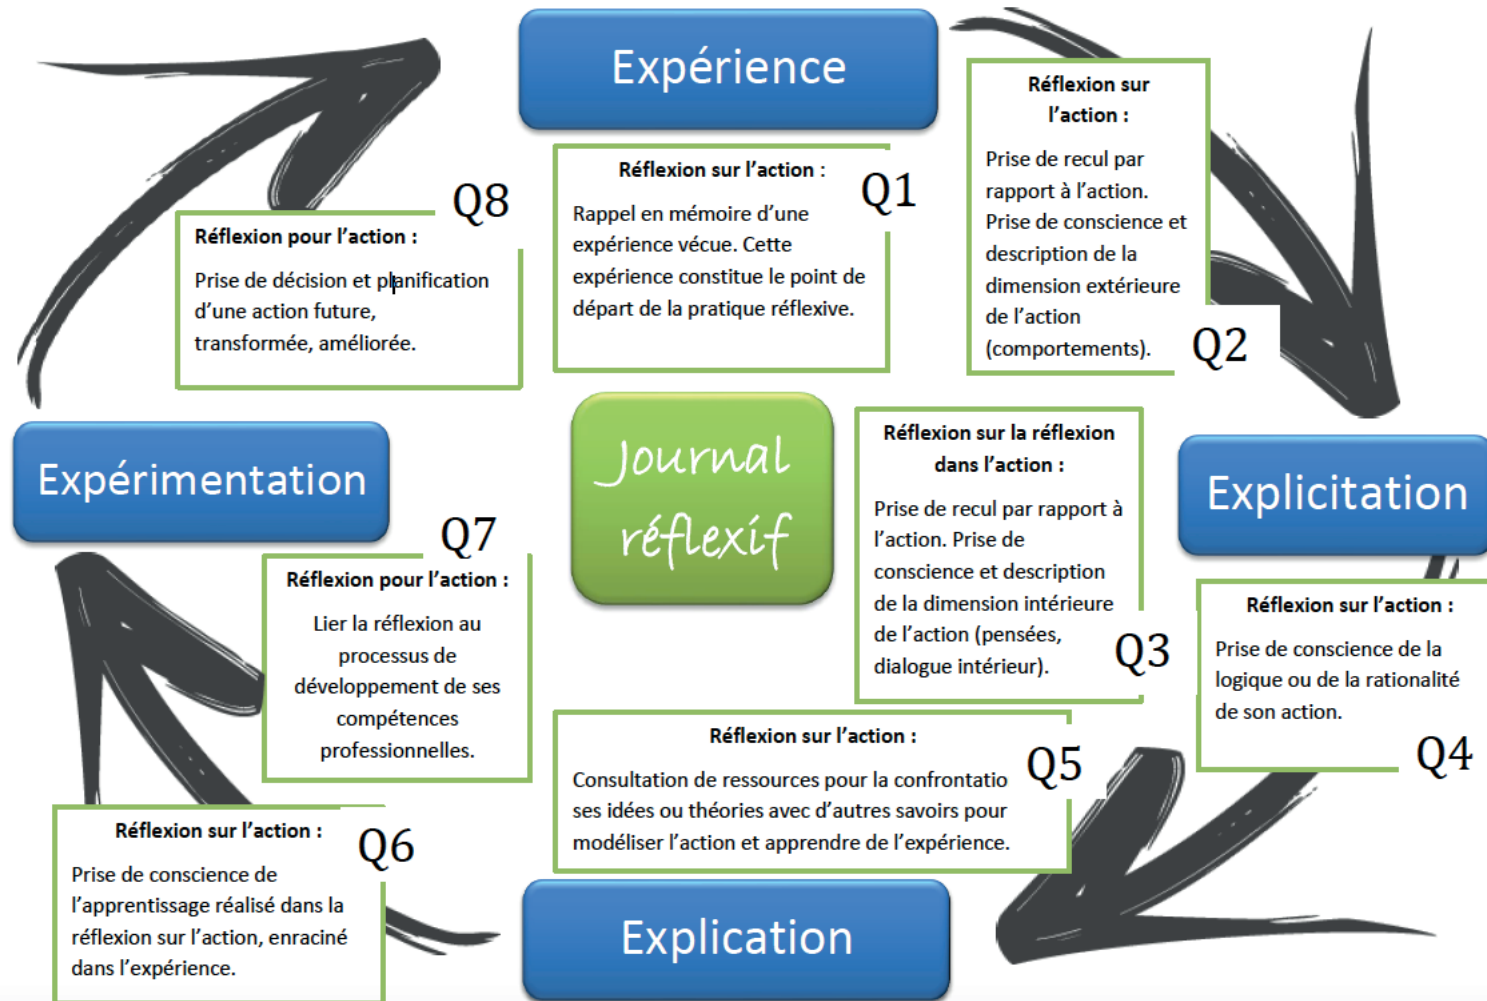 Expérience
Réflexion sur l'action :
Q1
Rappel en mémoire d'une
expérience vécue. Cette
expérience constitue le point de
départ de la pratique réflexive.
Réflexion sur
l'action :
Prise de recul par
rapport à l'action.
Prise de conscience et
description de la
dimension extérieure
de l'action
(comportements).
Q2
Explicitation
Réflexion sur la réflexion
dans l'action :
Prise de recul par rapport à
l'action. Prise de
conscience et description
de la dimension intérieure
de l'action (pensées,
dialogue intérieur).
Q3
Réflexion sur l'action :
Prise de conscience de la
logique ou de la rationalité
de son action.
Q4
Réflexion sur l'action :
Q5
Consultation de ressources pour la confrontatio
ses idées ou théories avec d'autres savoirs pour
modéliser l'action et apprendre de l'expérience.
Explication
Réflexion sur l'action :
Q6
Prise de conscience de
l'apprentissage réalisé dans la
réflexion sur l'action, enraciné
dans l'expérience.
Q7
Réflexion pour l'action :
Lier la réflexion au
processus de
développement de ses
compétences
professionnelles.
Expérimentation
Q8
Réflexion pour l'action :
Prise de décision et planification
d'une action future,
transformée, améliorée.
Journal
réflexif